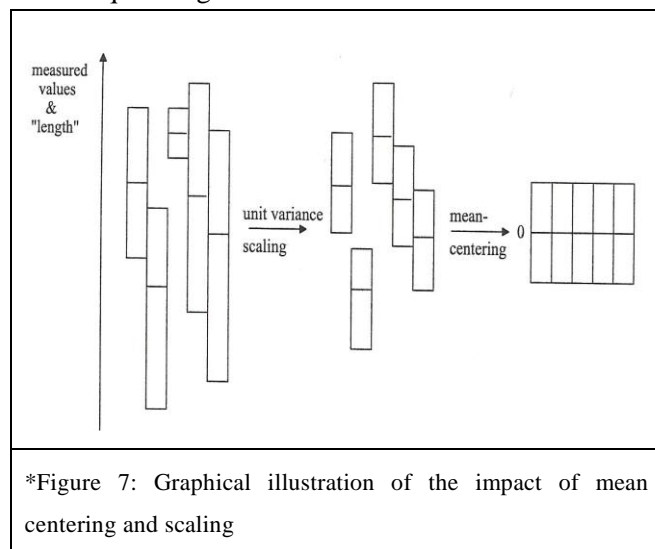 measured
values
&
"length"
unit variance
scaling
mean-
centering
0
*Figure 7: Graphical illustration of the impact of mean
centering and scaling